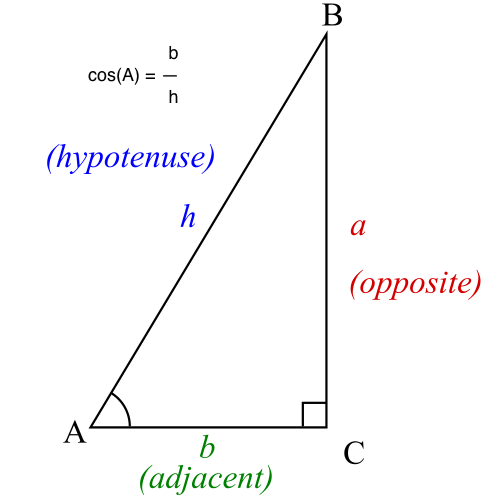 B
cos(A) = b/h
(hypotenuse)
h
a
(opposite)
A
b
C
(adjacent)